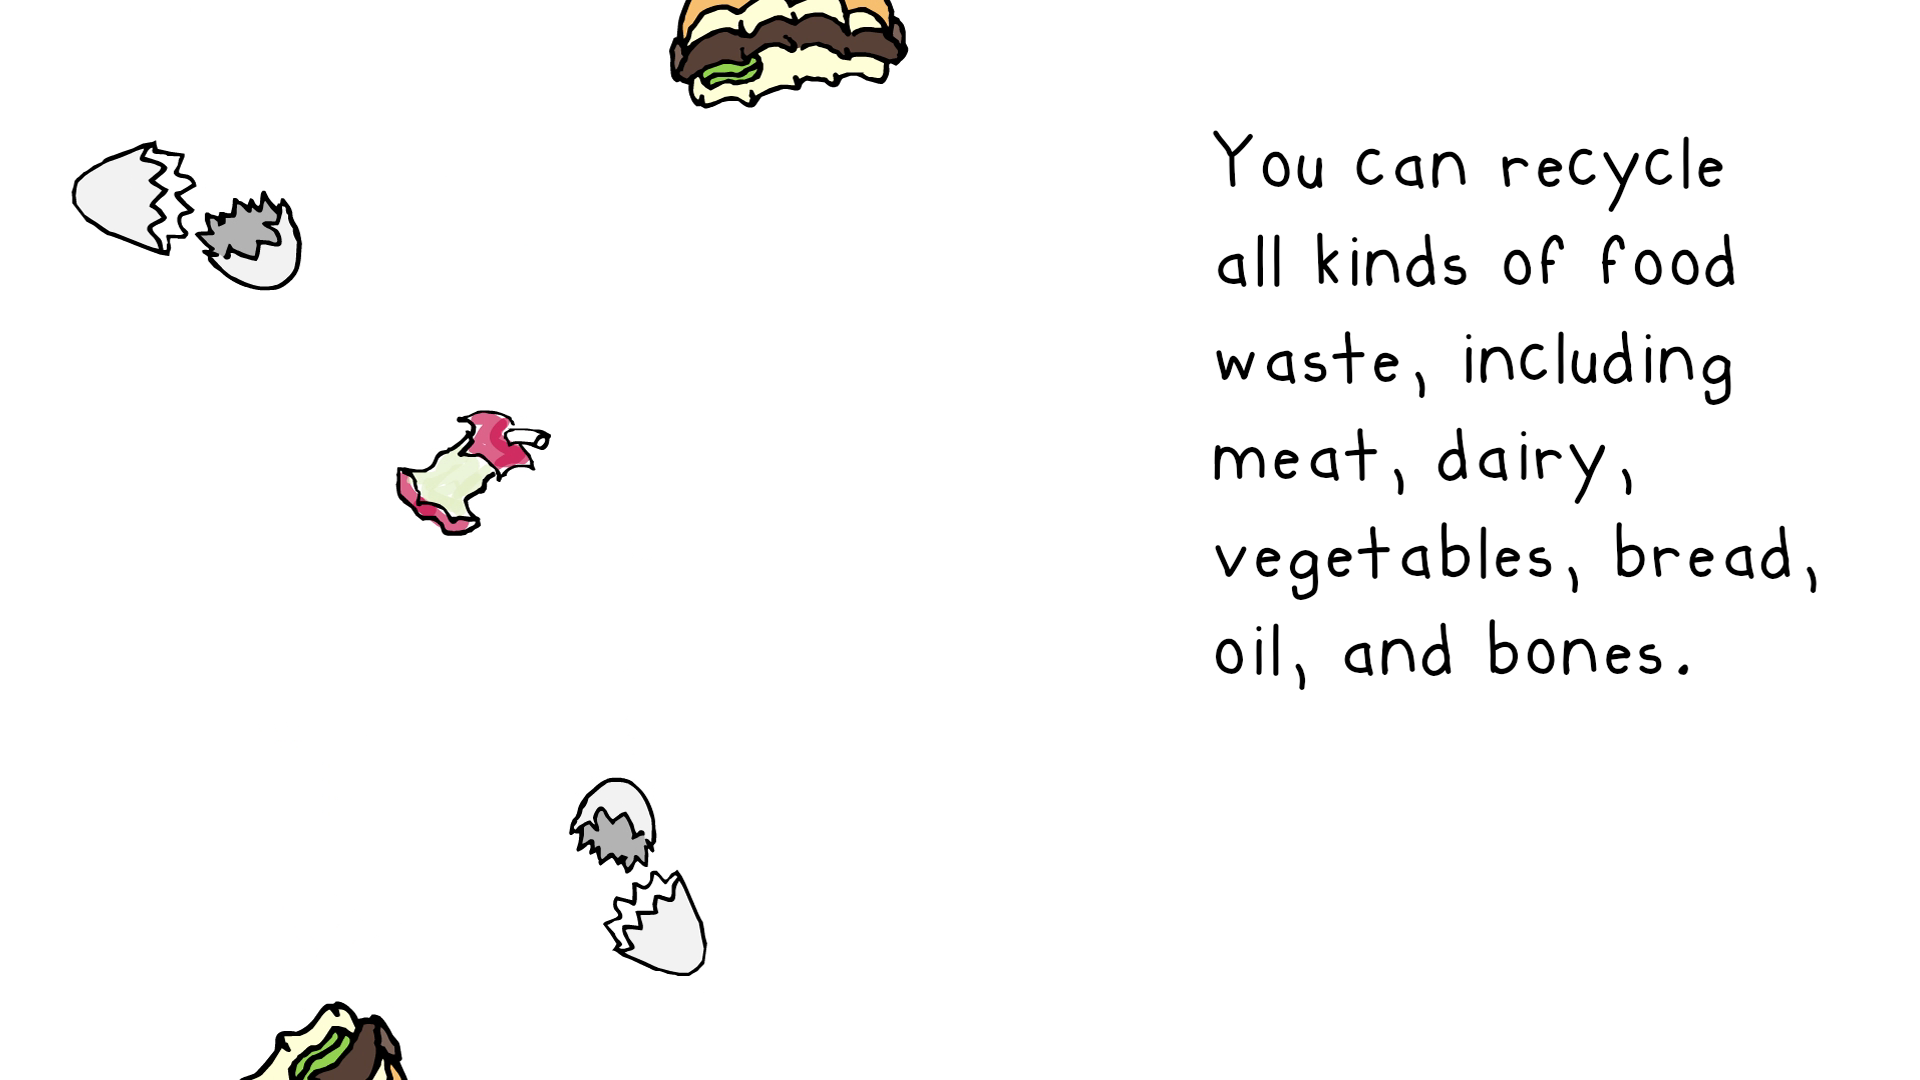 You can recycle
all kinds of food
waste, including
meat, dairy,
vegetables, bread,
oil, and bones.